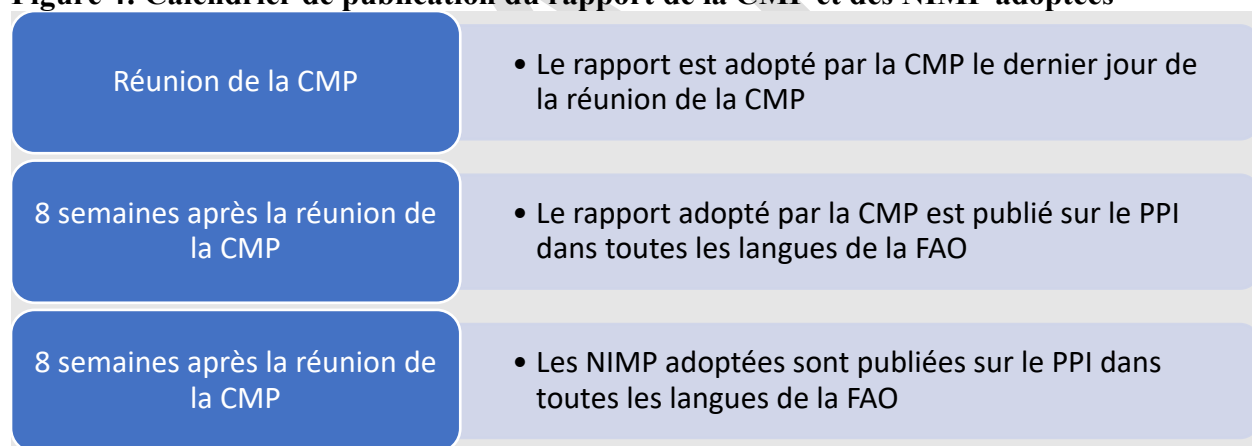 Figure 4: Calendrier de publication du rapport de la CMP et des NIMP adoptées
Réunion de la CMP
• Le rapport est adopté par la CMP le dernier jour de
la réunion de la CMP
8 semaines après la réunion de
la CMP
• Le rapport adopté par la CMP est publié sur le PPI
dans toutes les langues de la FAO
8 semaines après la réunion de
la CMP
• Les NIMP adoptées sont publiées sur le PPI dans
toutes les langues de la FAO